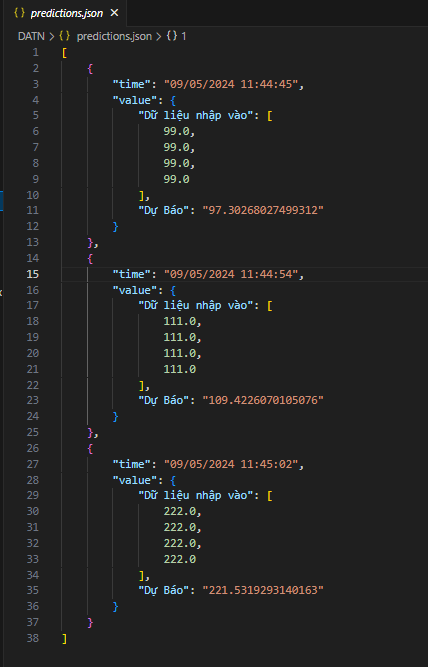 { } predictions.json ×
DATN > { } predictions.json > { } 1
1 [
2 {
3 "time": "09/05/2024 11:44:45",
4 "value": {
5 "Dữ liệu nhập vào": [
6 99.0,
7 99.0,
8 99.0,
9 99.0
10 ],
11 "Dự Báo": "97.30268027499312"
12 }
13 },
14 {
15 "time": "09/05/2024 11:44:54",
16 "value": {
17 "Dữ liệu nhập vào": [
18 111.0,
19 111.0,
20 111.0,
21 111.0
22 ],
23 "Dự Báo": "109.4226070105076"
24 }
25 },
26 {
27 "time": "09/05/2024 11:45:02",
28 "value": {
29 "Dữ liệu nhập vào": [
30 222.0,
31 222.0,
32 222.0,
33 222.0
34 ],
35 "Dự Báo": "221.5319293140163"
36 }
37 }
38 ]